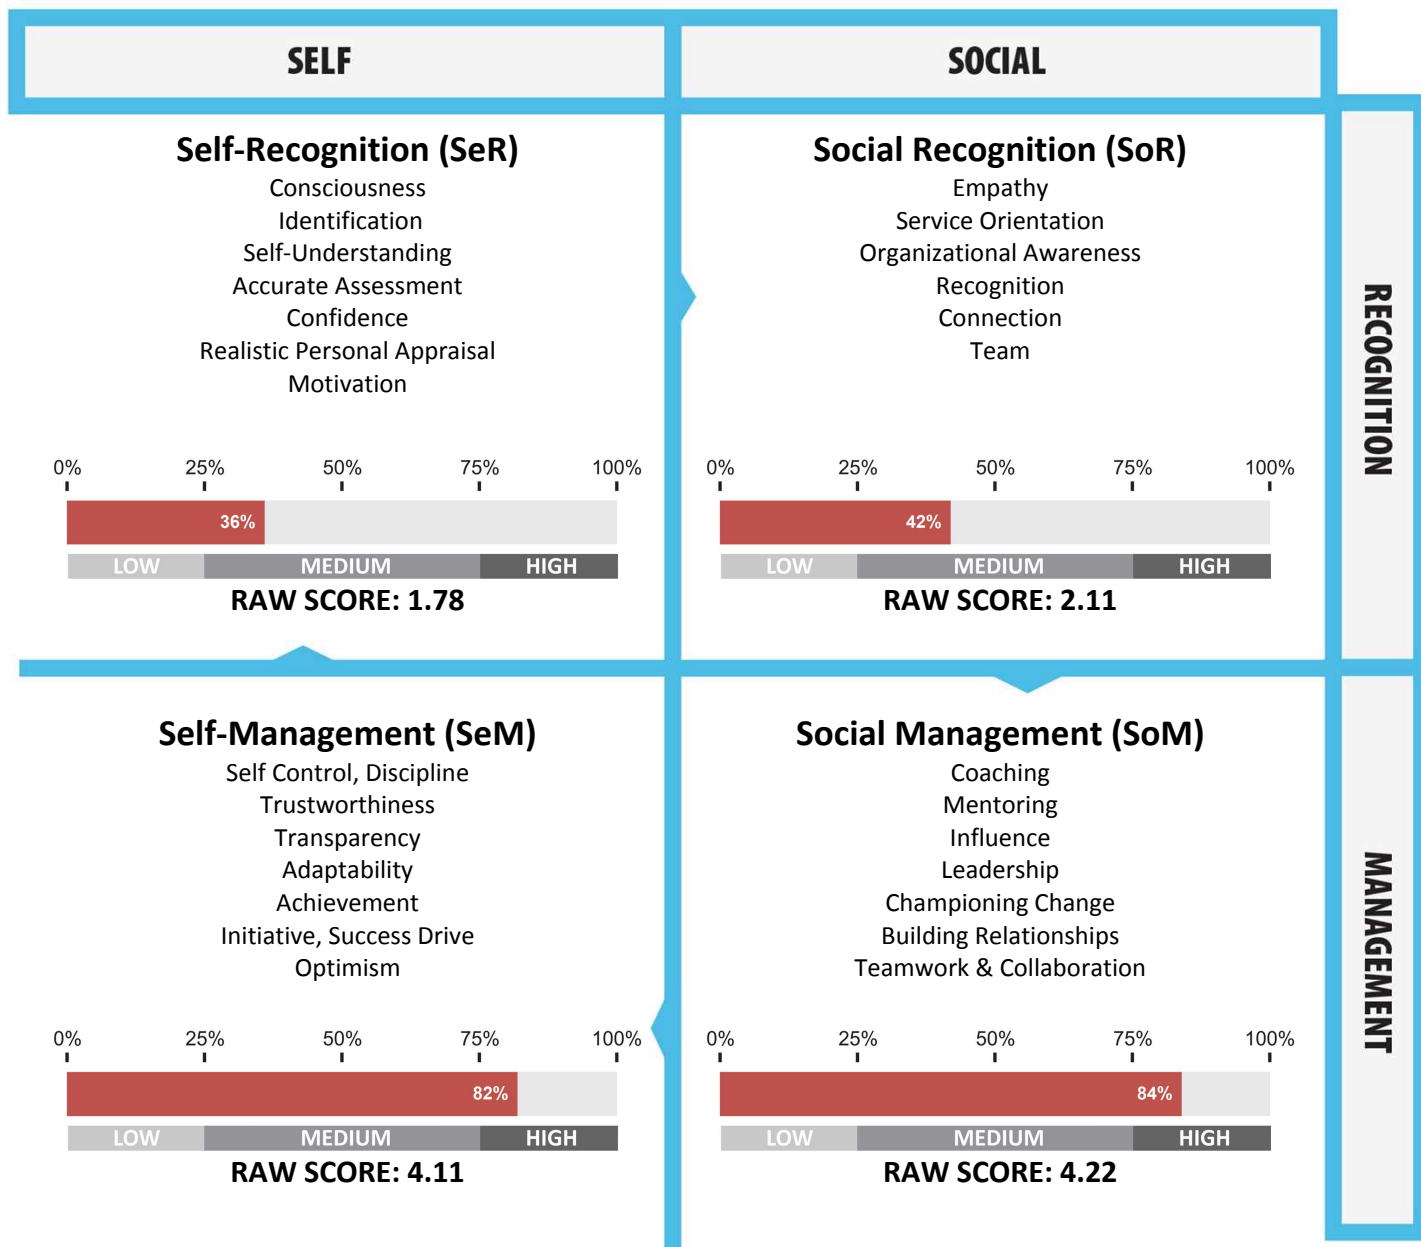 SELF
SOCIAL
RECOGNITION
Self-Recognition (SeR)
Consciousness
Identification
Self-Understanding
Accurate Assessment
Confidence
Realistic Personal Appraisal
Motivation
0% 25% 50% 75% 100%
36%
LOW MEDIUM HIGH
RAW SCORE: 1.78
Social Recognition (SoR)
Empathy
Service Orientation
Organizational Awareness
Recognition
Connection
Team
0% 25% 50% 75% 100%
42%
LOW MEDIUM HIGH
RAW SCORE: 2.11
MANAGEMENT
Self-Management (SeM)
Self Control, Discipline
Trustworthiness
Transparency
Adaptability
Achievement
Initiative, Success Drive
Optimism
0% 25% 50% 75% 100%
82%
LOW MEDIUM HIGH
RAW SCORE: 4.11
Social Management (SoM)
Coaching
Mentoring
Influence
Leadership
Championing Change
Building Relationships
Teamwork & Collaboration
0% 25% 50% 75% 100%
84%
LOW MEDIUM HIGH
RAW SCORE: 4.22